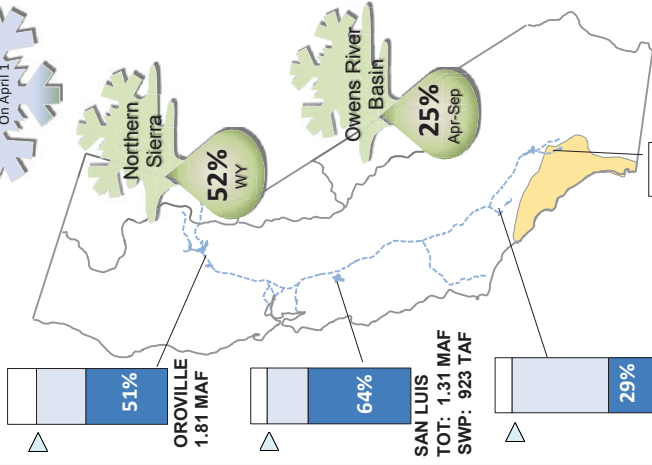 On April 1
Northern
Sierra
52%
WY
Owens River
Basin
25%
Apr-Sep
51%
OROVILLE
1.81 MAF
64%
SAN LUIS
TOT: 1.31 MAF
SWP: 923 TAF
29%